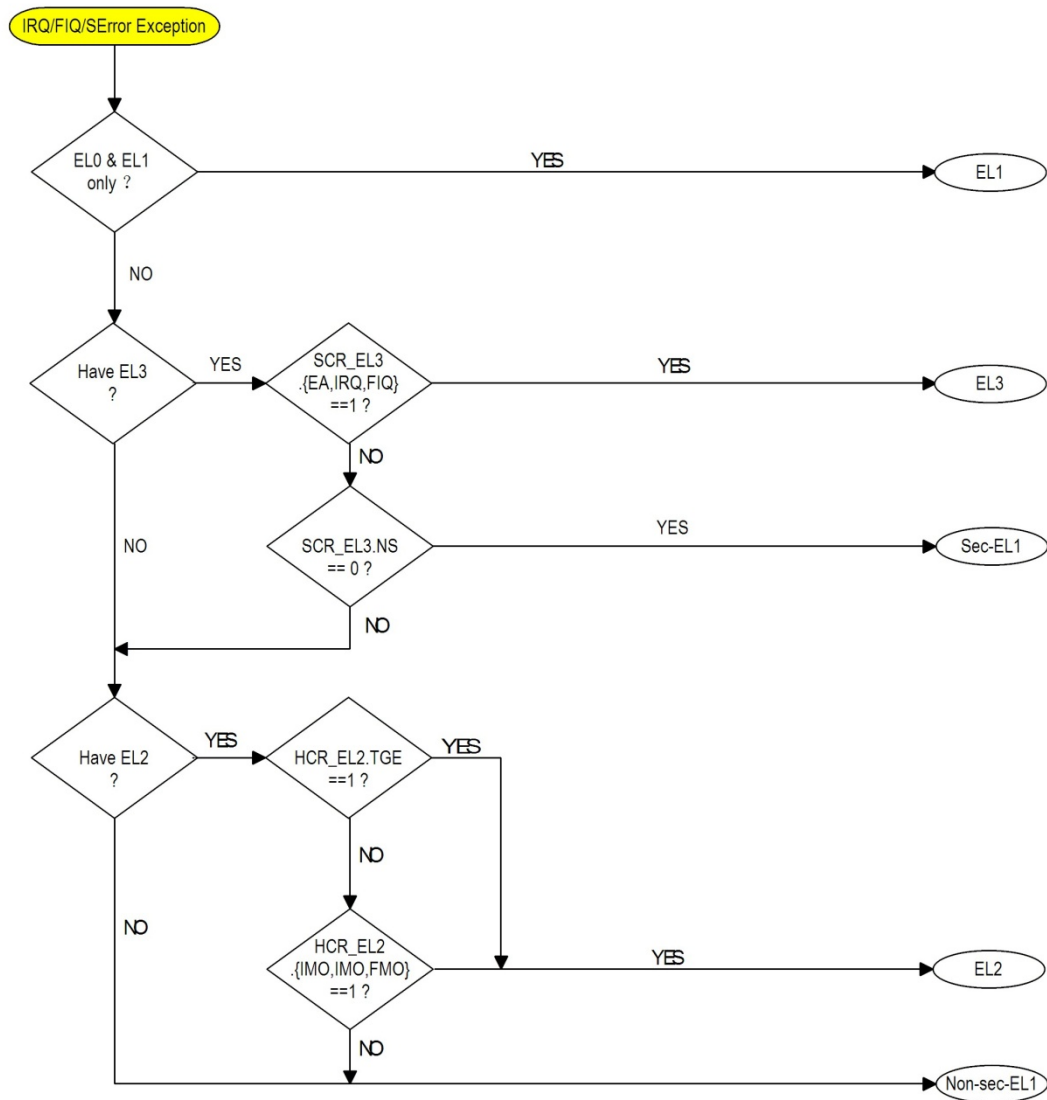 IRQ/FIQ/SError Exception
EL0 & EL1
only ?
YES
EL1
NO
Have EL3
?
YES
SCR_EL3
.{EA,IRQ,FIQ}
==1 ?
YES
EL3
NO
NO
SCR_EL3.NS
== 0 ?
YES
Sec-EL1
NO
Have EL2
?
YES
HCR_EL2.TGE
==1 ?
YES
NO
NO
HCR_EL2
.{IMO,IMO,FMO}
==1 ?
YES
EL2
NO
Non-sec-EL1